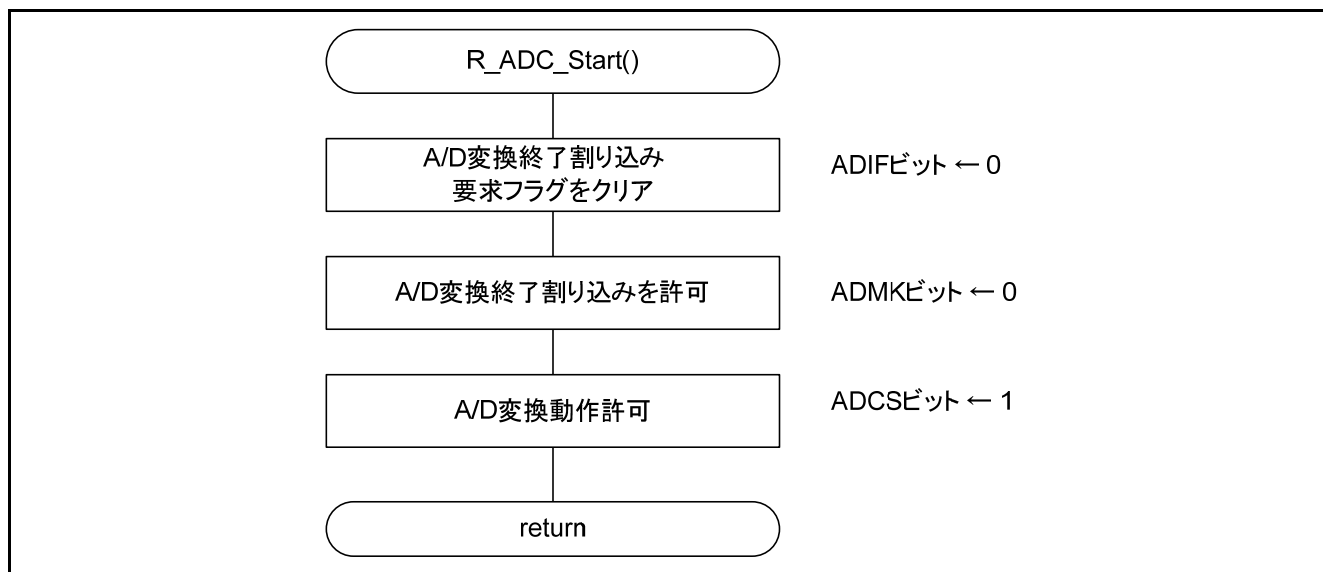 R_ADC_Start()
A/D変換終了割り込み
要求フラグをクリア
ADIFビット ← 0
A/D変換終了割り込みを許可
ADMKビット ← 0
A/D変換動作許可
ADCSビット ← 1
return